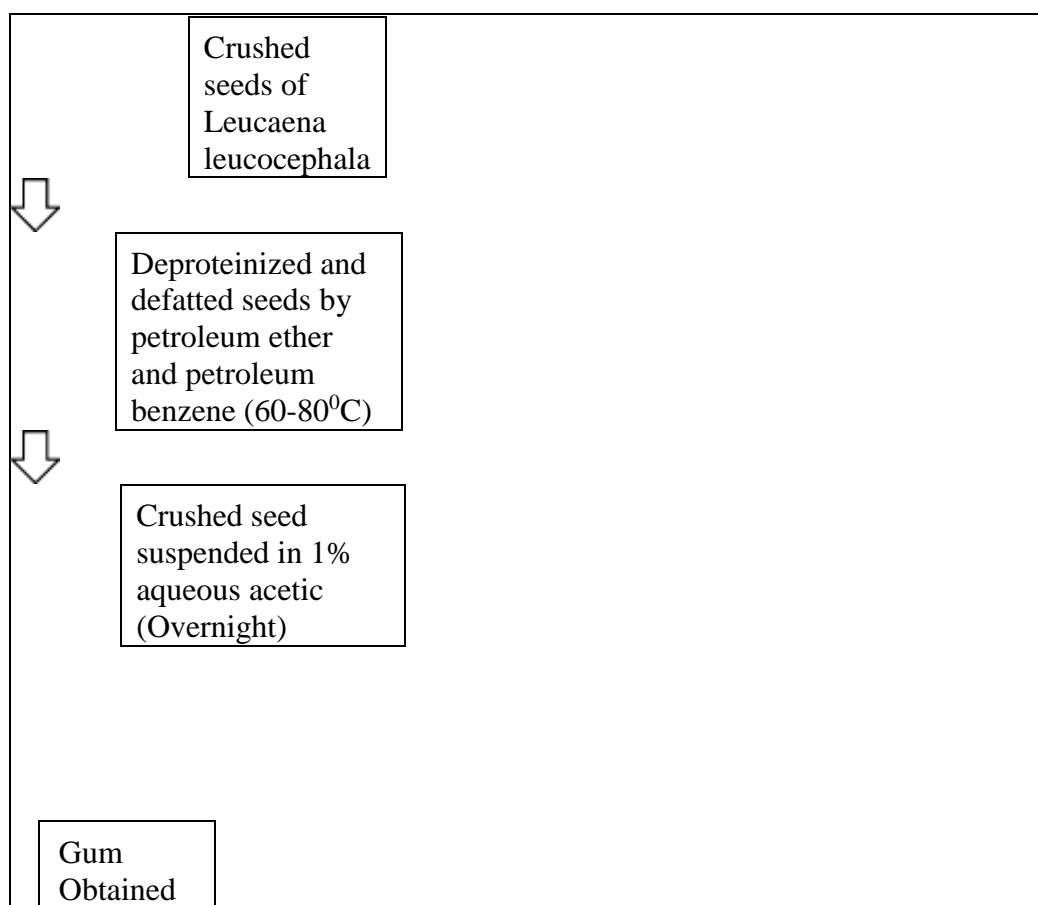 Crushed
seeds of
Leucaena
leucocephala
Deproteinized and
defatted seeds by
petroleum ether
and petroleum
benzene (60-80⁰C)
Crushed seed
suspended in 1%
aqueous acetic
(Overnight)
Gum
Obtained